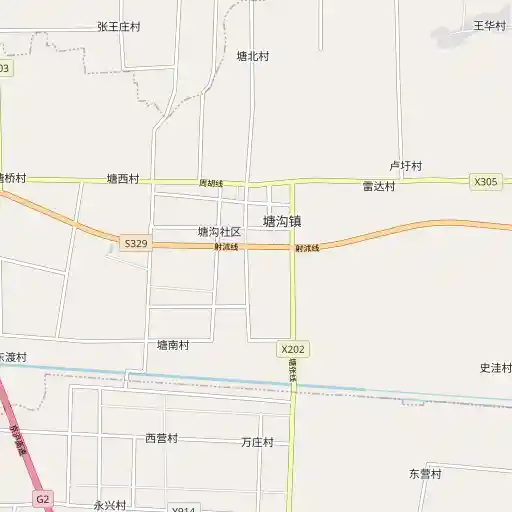 张王庄村
王华村
塘北村
03
卢圩村
塘桥村
塘西村
周胡线
雷达村
X305
塘沟镇
塘沟社区
S329
射洪线
射洪线
塘南村
X202
东渡村
史洼村
西营村
万庄村
东营村
G2
永兴村
X914